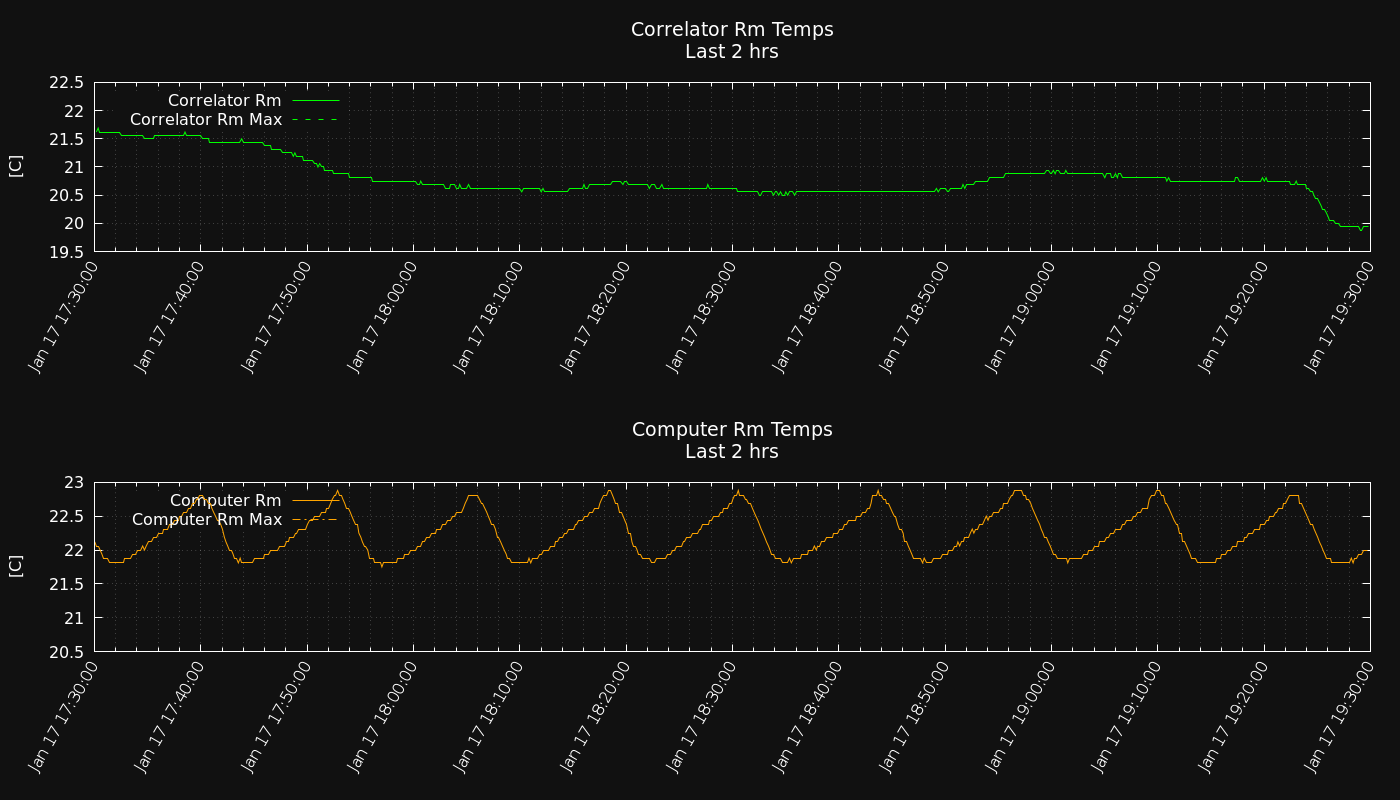 Correlator Rm Temps
Last 2 hrs
22.5
22
21.5
21
20.5
20
19.5
[C]
Correlator Rm
Correlator Rm Max
Jan 17 17:30:00
Jan 17 17:40:00
Jan 17 17:50:00
Jan 17 18:00:00
Jan 17 18:10:00
Jan 17 18:20:00
Jan 17 18:30:00
Jan 17 18:40:00
Jan 17 18:50:00
Jan 17 19:00:00
Jan 17 19:10:00
Jan 17 19:20:00
Jan 17 19:30:00
Computer Rm Temps
Last 2 hrs
23
22.5
22
21.5
21
20.5
[C]
Computer Rm
Computer Rm Max
Jan 17 17:30:00
Jan 17 17:40:00
Jan 17 17:50:00
Jan 17 18:00:00
Jan 17 18:10:00
Jan 17 18:20:00
Jan 17 18:30:00
Jan 17 18:40:00
Jan 17 18:50:00
Jan 17 19:00:00
Jan 17 19:10:00
Jan 17 19:20:00
Jan 17 19:30:00